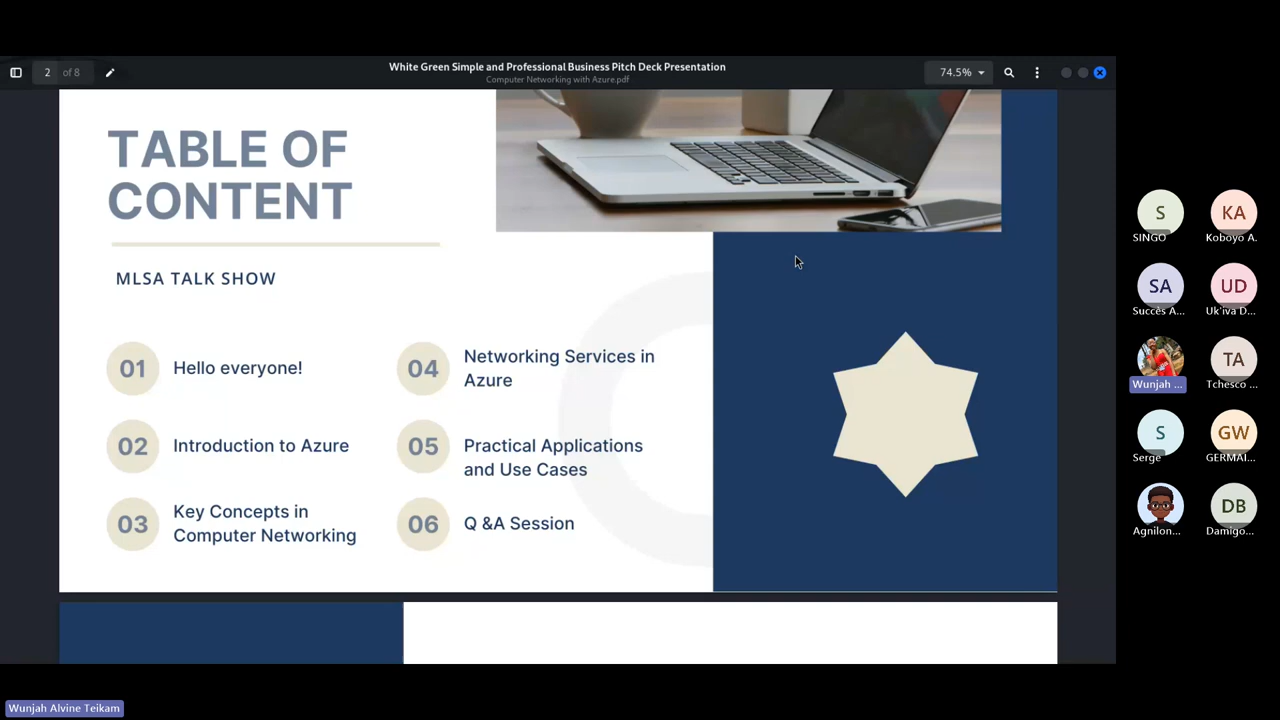 2 of 8
White Green Simple and Professional Business Pitch Deck Presentation
Computer Networking with Azure.pdf
74.5%
TABLE OF
CONTENT
MLSA TALK SHOW
01 Hello everyone!
02 Introduction to Azure
03 Key Concepts in
Computer Networking
04 Networking Services in
Azure
05 Practical Applications
and Use Cases
06 Q &A Session
S
SINGO
KA
Koboyo A.
SA
Succès A...
UD
Uk'iva D...
Wunjah ...
TA
Tchesco ...
S
Serge
GW
GERMAI...
Agnilon...
DB
Damigo...
Wunjah Alvine Teikam